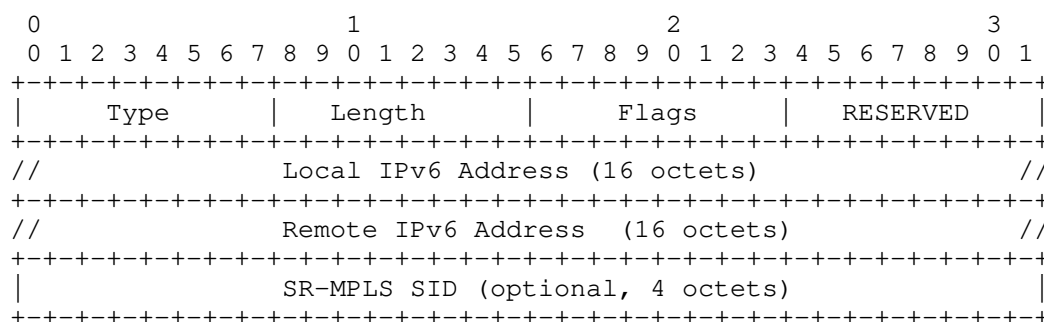 0                   1                   2                   3
 0 1 2 3 4 5 6 7 8 9 0 1 2 3 4 5 6 7 8 9 0 1 2 3 4 5 6 7 8 9 0 1
+-+-+-+-+-+-+-+-+-+-+-+-+-+-+-+-+-+-+-+-+-+-+-+-+-+-+-+-+-+-+-+-+
|     Type      |   Length      |     Flags     |   RESERVED    |
+-+-+-+-+-+-+-+-+-+-+-+-+-+-+-+-+-+-+-+-+-+-+-+-+-+-+-+-+-+-+-+-+
//               Local IPv6 Address (16 octets)                //
+-+-+-+-+-+-+-+-+-+-+-+-+-+-+-+-+-+-+-+-+-+-+-+-+-+-+-+-+-+-+-+-+
//               Remote IPv6 Address  (16 octets)              //
+-+-+-+-+-+-+-+-+-+-+-+-+-+-+-+-+-+-+-+-+-+-+-+-+-+-+-+-+-+-+-+-+
|                SR-MPLS SID (optional, 4 octets)               |
+-+-+-+-+-+-+-+-+-+-+-+-+-+-+-+-+-+-+-+-+-+-+-+-+-+-+-+-+-+-+-+-+